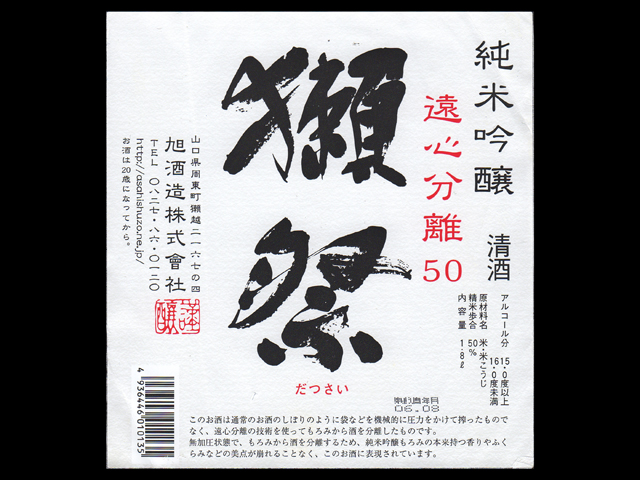 純米吟醸
清酒
遠心分離50
獺祭
だつさい
アルコール分 15.0度以上
16.0度未満
原材料名 米・米こうじ
精米歩合 50%
内容量 1.8ℓ
製造年月
06.08
山口県周東町獺越二一六七の四
旭酒造株式會社
TEL 〇八二七・八六・〇一二〇
http://asahishuzo.ne.jp/
お酒は20歳になってから。
謹醸
4936446010135
このお酒は通常のお酒のしぼりのように袋などを機械的に圧力をかけて搾ったもので
なく、遠心分離の技術を使ってもろみから酒を分離したものです。
無加圧状態で、もろみから酒を分離するため、純米吟醸もろみの本来持つ香りやふく
らみなどの美点が崩れることなく、このお酒に表現されています。